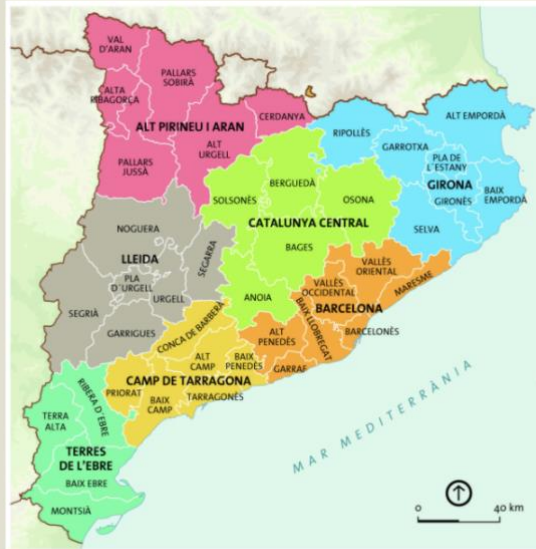 VAL
D'ARAN
PALLARS
SOBIRÀ
CALTA
RIBAGORÇA
ALT PIRINEU I ARAN
CERDANYA
PALLARS
JUSSÀ
ALT
URGELL
RIPOLLÈS
ALT EMPORDÀ
GARROTXA
PLA DE
L'ESTANY
GIRONA
GIRONÈS
BAIX
EMPORDÀ
SELVA
SOLSONÈS
BERGUEDÀ
OSONA
CATALUNYA CENTRAL
BAGES
ANOIA
NOGUERA
LLEIDA
SEGARRA
PLA
D'URGELL
URGELL
SEGRIÀ
GARRIGUES
VALLÈS
ORIENTAL
VALLÈS
OCCIDENTAL
MARESME
BARCELONA
BAIX LLOBREGAT
BARCELONÈS
ALT
PENEDÈS
GARRAF
CONCA DE BARBERÀ
ALT
CAMP
BAIX
PENEDÈS
CAMP DE TARRAGONA
PRIORAT
BAIX
CAMP
TARRAGONÈS
RIBERA D'EBRE
TERRA
ALTA
TERRES
DE L'EBRE
BAIX EBRE
MONTSIÀ
MAR MEDITERRÀNIA
0 40 km